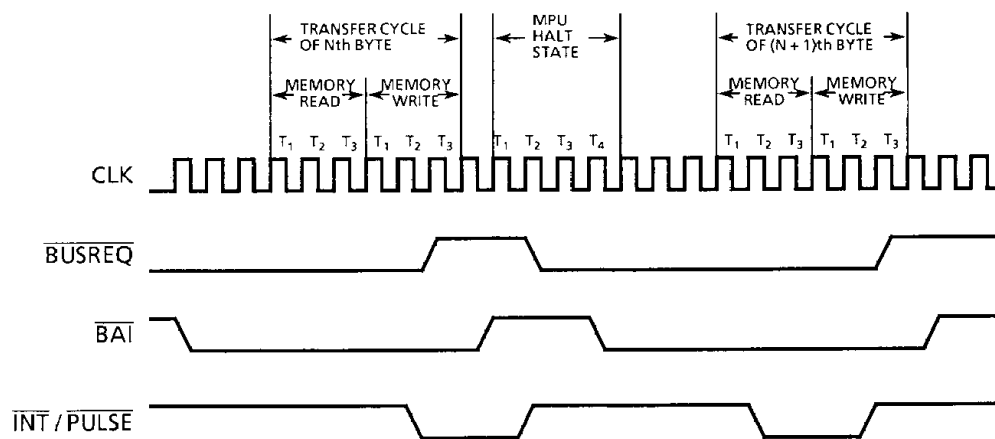 TRANSFER CYCLE
OF Nth BYTE
MPU
HALT
STATE
TRANSFER CYCLE
OF (N + 1)th BYTE
MEMORY
READ
MEMORY
WRITE
MEMORY
READ
MEMORY
WRITE
T1 T2 T3 T1 T2 T3 T1 T2 T3 T4 T1 T2 T3 T1 T2 T3
CLK
BUSREQ
BAI
INT / PULSE